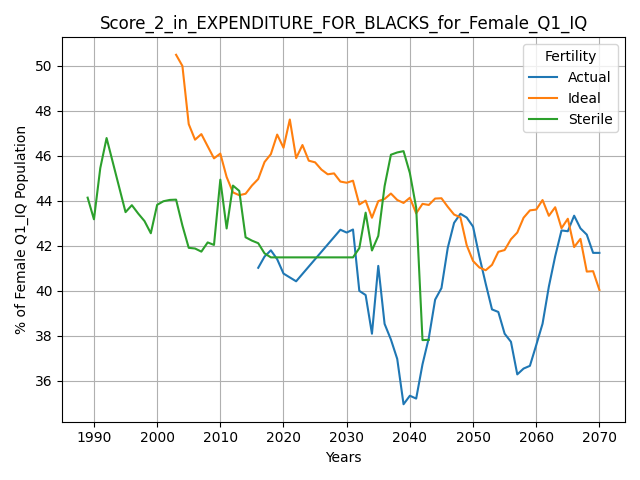 Score_2_in_EXPENDITURE_FOR_BLACKS_for_Female_Q1_IQ
Fertility
Actual
Ideal
Sterile
% of Female Q1_IQ Population
50
48
46
44
42
40
38
36
1990 2000 2010 2020 2030 2040 2050 2060 2070
Years